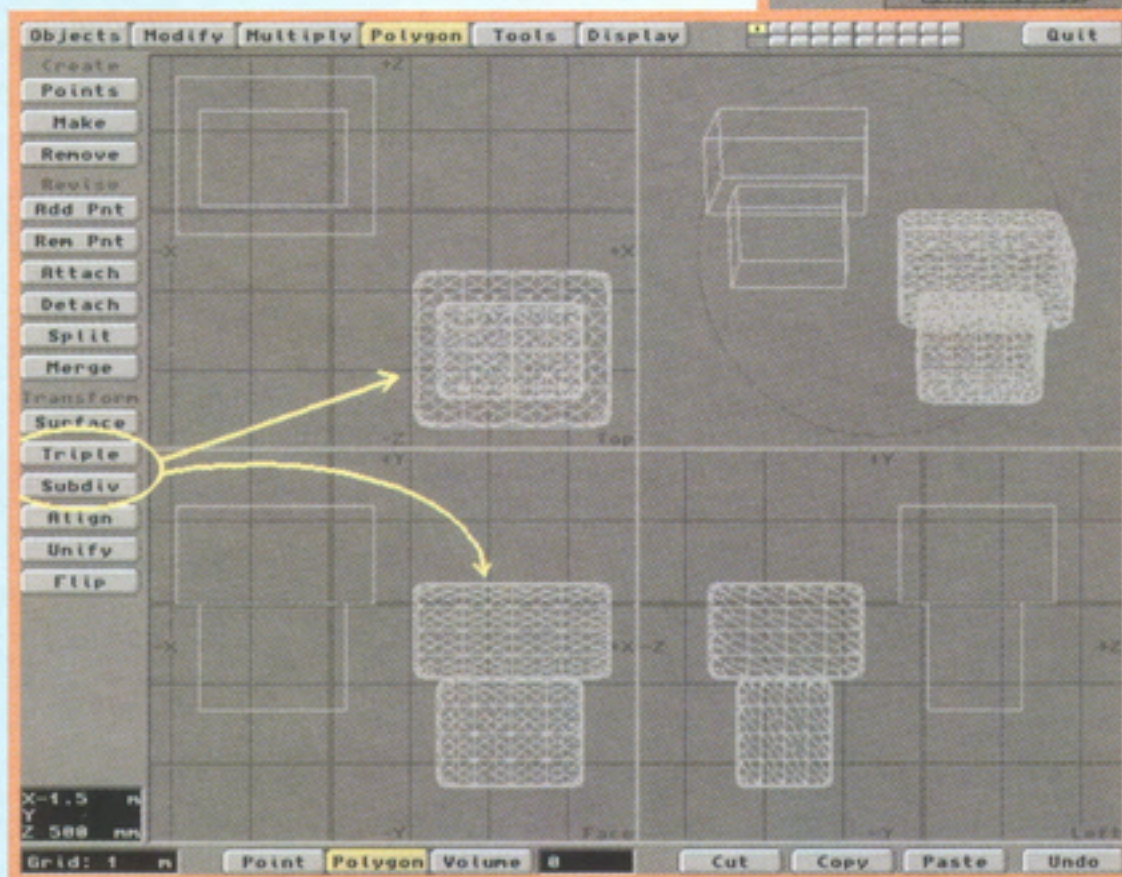 Objects Modify Multiply Polygon Tools Display Quit
Create
Points
Make
Remove
Revise
Add Pnt
Rem Pnt
Attach
Detach
Split
Merge
Transform
Surface
Triple
Subdiv
Align
Unify
Flip
+Z
-X +X
-Z Top
+Y
-X +X
-Y Face
+Y
-Z +Z
-Y Left
X-1.5 m
Y
Z 500 mm
Grid: 1 m
Point Polygon Volume 0 Cut Copy Paste Undo